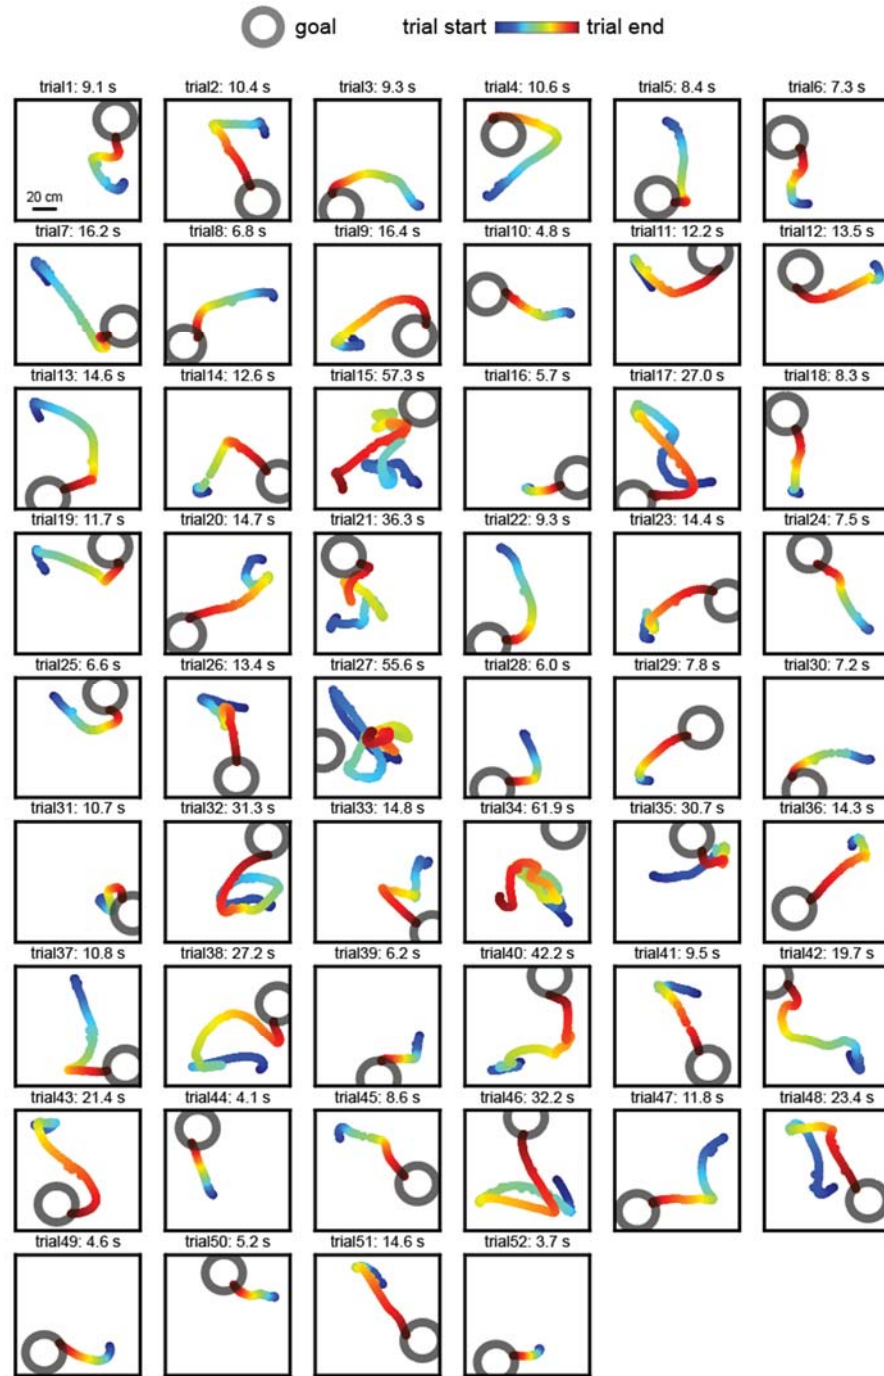 goal trial start trial end
trial1: 9.1 s trial2: 10.4 s trial3: 9.3 s trial4: 10.6 s trial5: 8.4 s trial6: 7.3 s
20 cm
trial7: 16.2 s trial8: 6.8 s trial9: 16.4 s trial10: 4.8 s trial11: 12.2 s trial12: 13.5 s
trial13: 14.6 s trial14: 12.6 s trial15: 57.3 s trial16: 5.7 s trial17: 27.0 s trial18: 8.3 s
trial19: 11.7 s trial20: 14.7 s trial21: 36.3 s trial22: 9.3 s trial23: 14.4 s trial24: 7.5 s
trial25: 6.6 s trial26: 13.4 s trial27: 55.6 s trial28: 6.0 s trial29: 7.8 s trial30: 7.2 s
trial31: 10.7 s trial32: 31.3 s trial33: 14.8 s trial34: 61.9 s trial35: 30.7 s trial36: 14.3 s
trial37: 10.8 s trial38: 27.2 s trial39: 6.2 s trial40: 42.2 s trial41: 9.5 s trial42: 19.7 s
trial43: 21.4 s trial44: 4.1 s trial45: 8.6 s trial46: 32.2 s trial47: 11.8 s trial48: 23.4 s
trial49: 4.6 s trial50: 5.2 s trial51: 14.6 s trial52: 3.7 s